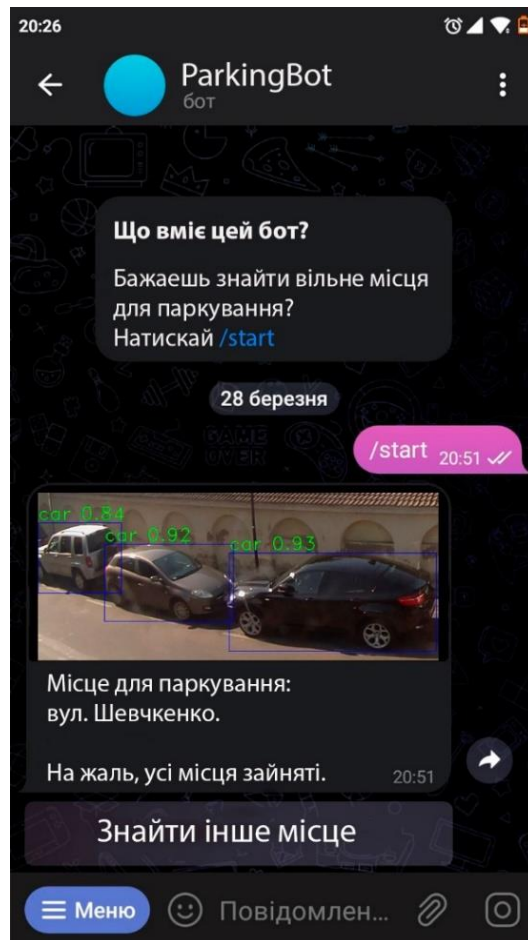 20:26
ParkingBot
бот
Що вміє цей бот?
Бажаешь знайти вільне місця
для паркування?
Натискай /start
28 березня
GAME
OVER
/start 20:51
car 0.84
car 0.92
car 0.93
Місце для паркування:
вул. Шевчкенко.
На жаль, усі місця зайняті. 20:51
Знайти інше місце
Меню Повідомлен...